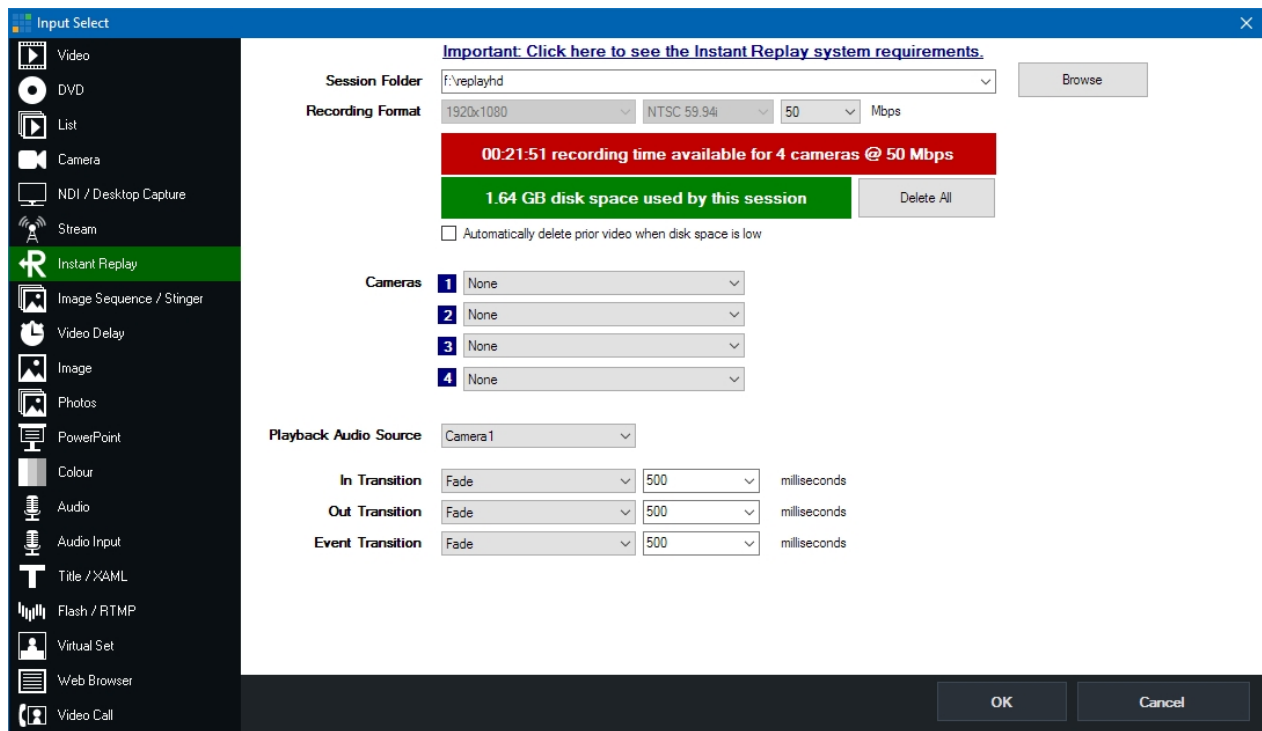 Input Select
Video
DVD
List
Camera
NDI / Desktop Capture
Stream
Instant Replay
Image Sequence / Stinger
Video Delay
Image
Photos
PowerPoint
Colour
Audio
Audio Input
Title / XAML
Flash / RTMP
Virtual Set
Web Browser
Video Call
Important: Click here to see the Instant Replay system requirements.
Session Folder f:\replayhd Browse
Recording Format 1920x1080 NTSC 59.94i 50 Mbps
00:21:51 recording time available for 4 cameras @ 50 Mbps
1.64 GB disk space used by this session Delete All
Automatically delete prior video when disk space is low
Cameras 1 None
2 None
3 None
4 None
Playback Audio Source Camera1
In Transition Fade 500 milliseconds
Out Transition Fade 500 milliseconds
Event Transition Fade 500 milliseconds
OK Cancel